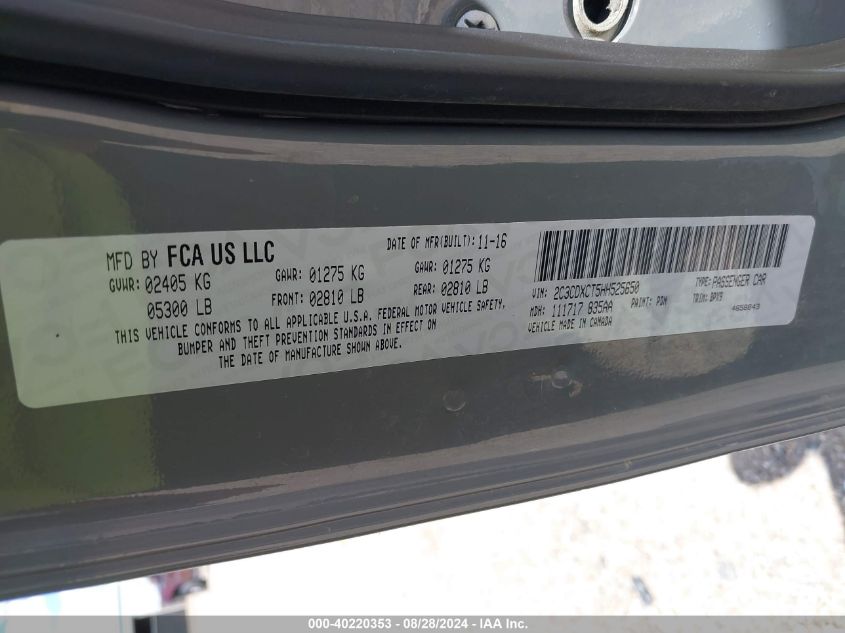 MFD BY FCA US LLC
DATE OF MFR(BUILT): 11-16
GVWR: 02405 KG
GAWR: 01275 KG
GAWR: 01275 KG
05300 LB
FRONT: 02810 LB
REAR: 02810 LB
THIS VEHICLE CONFORMS TO ALL APPLICABLE U.S.A. FEDERAL MOTOR VEHICLE SAFETY,
BUMPER AND THEFT PREVENTION STANDARDS IN EFFECT ON
THE DATE OF MANUFACTURE SHOWN ABOVE.
VIN: 2C3CDXCT5HH525650
TYPE: PASSENGER CAR
MDH: 111717 835AA
PAINT: PDN
TRIM: BPX9
VEHICLE MADE IN CANADA
4658843
000-40220353 / 08/28/2024 - IAA Inc.